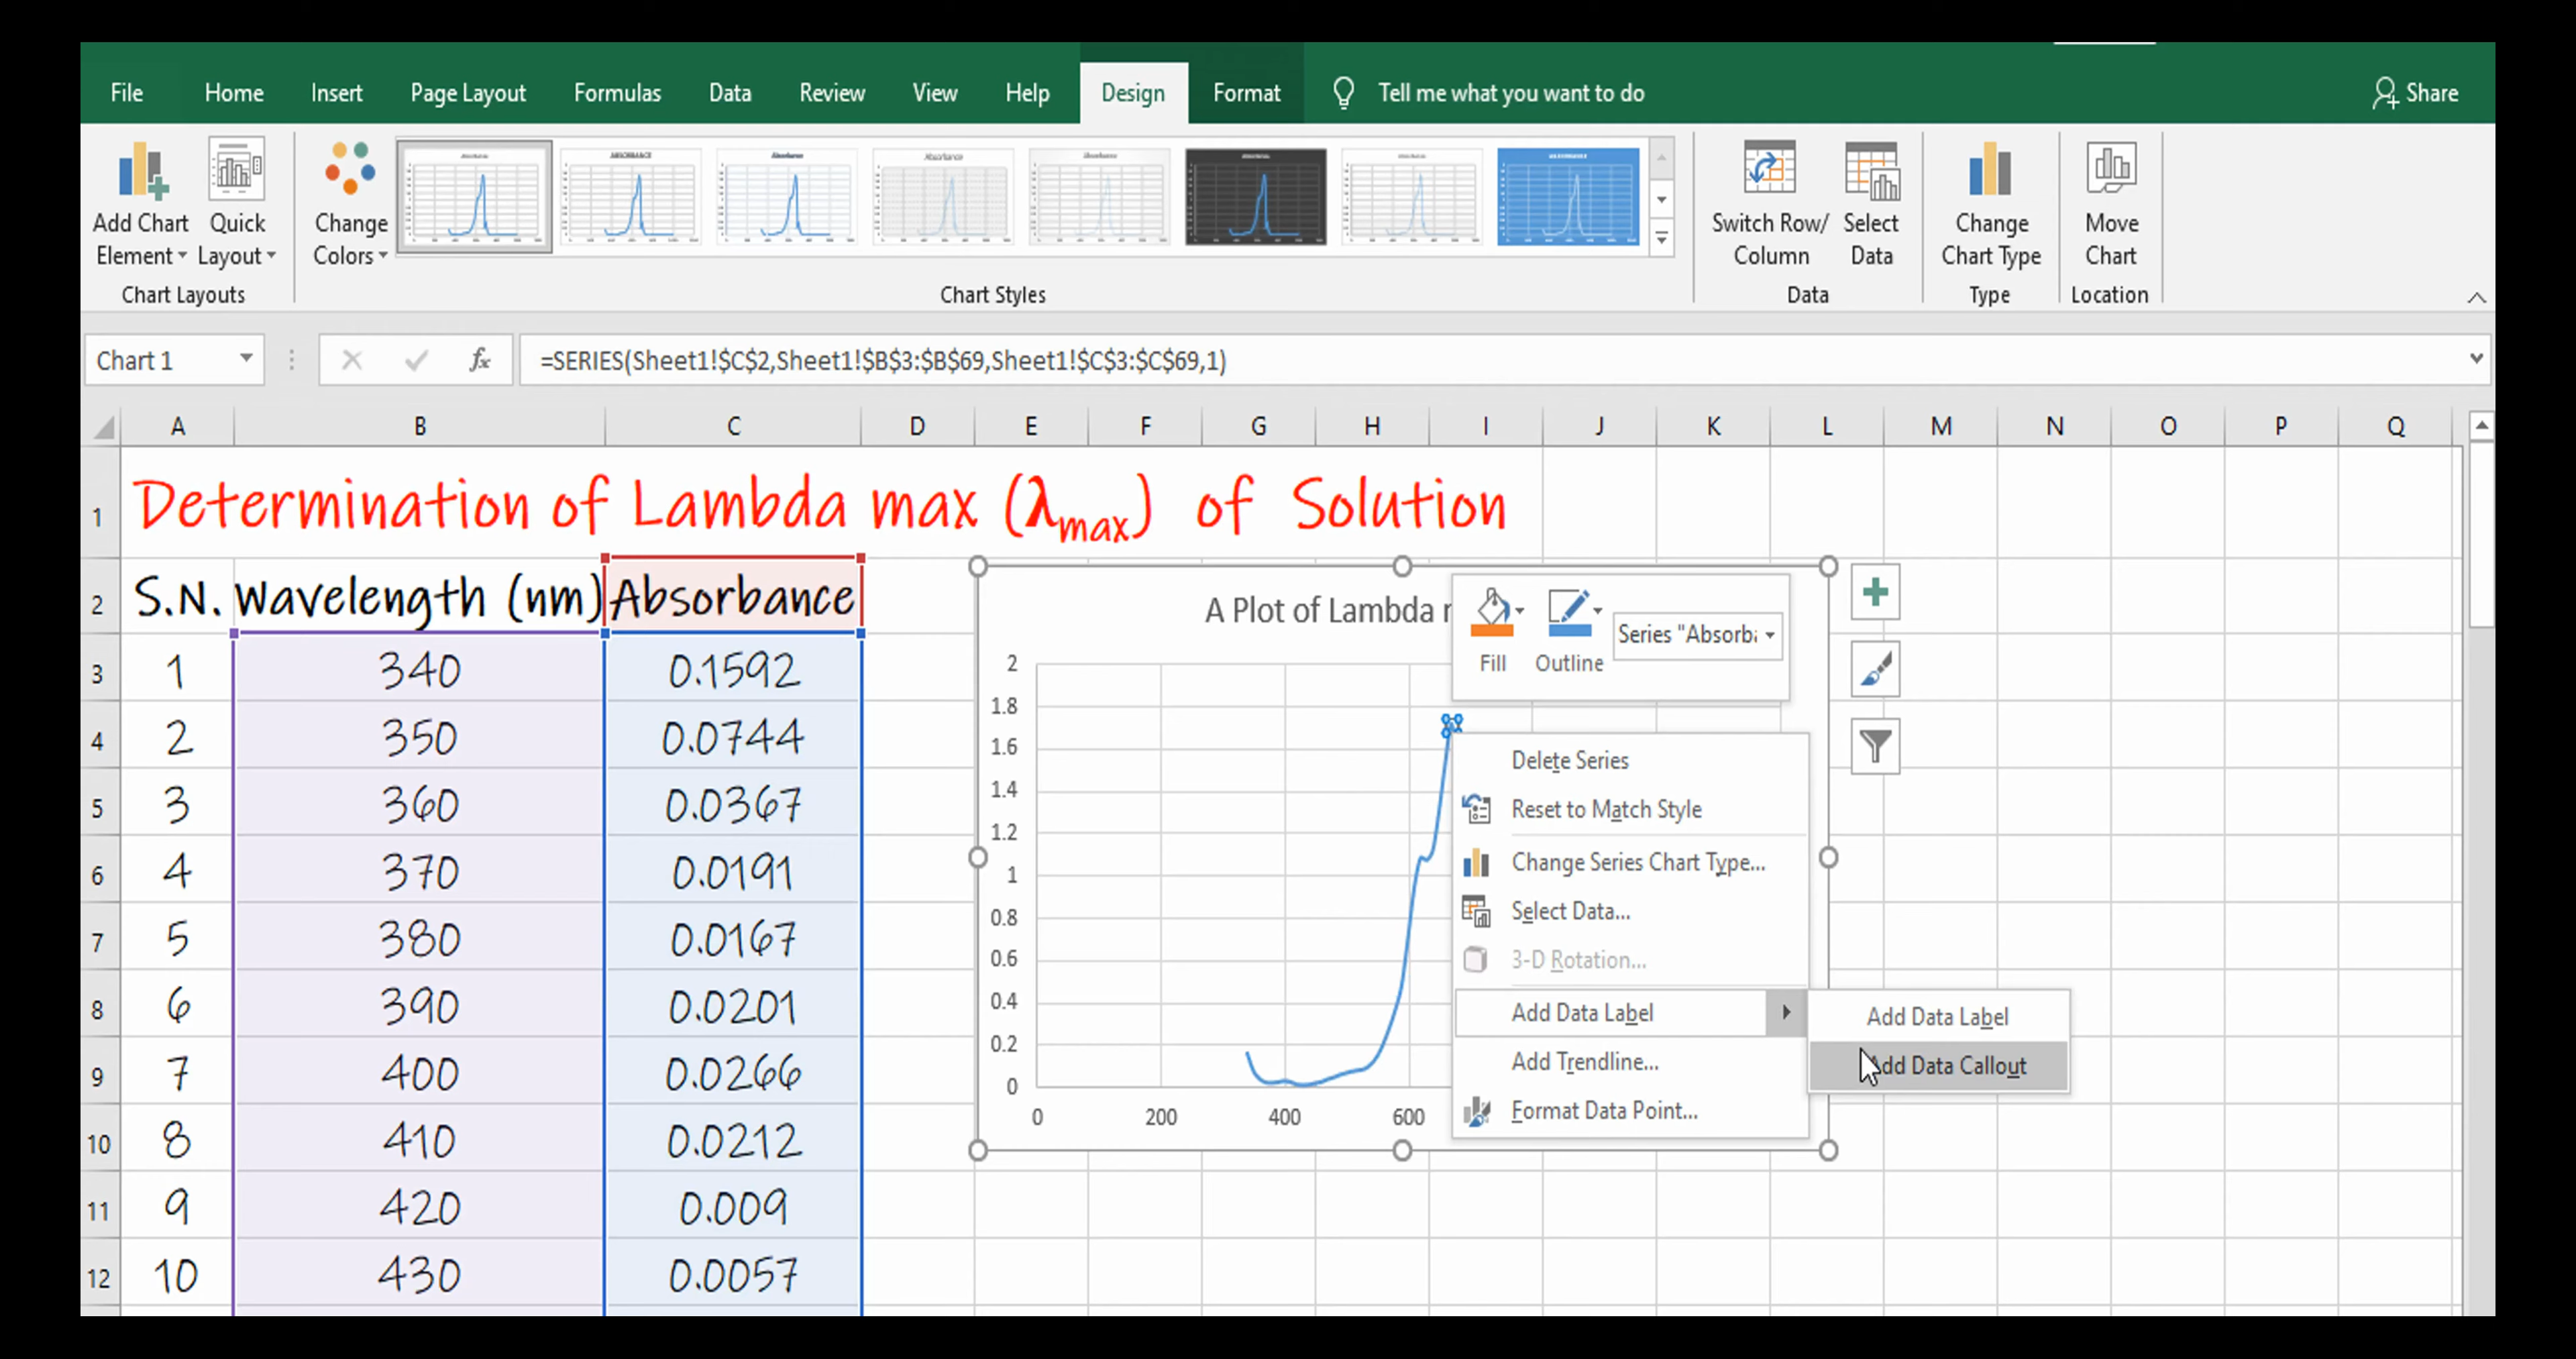 File Home Insert Page Layout Formulas Data Review View Help Design Format Tell me what you want to do Share
Add Chart Element Quick Layout Change Colors Switch Row/ Column Select Data Change Chart Type Move Chart
Chart Layouts Chart Styles Data Type Location
Chart 1 fx =SERIES(Sheet1!$C$2,Sheet1!$B$3:$B$69,Sheet1!$C$3:$C$69,1)
A B C D E F G H I J K L M N O P Q
1 Determination of Lambda max (λmax) of Solution
2 S.N. Wavelength (nm) Absorbance
3 1 340 0.1592
4 2 350 0.0744
5 3 360 0.0367
6 4 370 0.0191
7 5 380 0.0167
8 6 390 0.0201
9 7 400 0.0266
10 8 410 0.0212
11 9 420 0.009
12 10 430 0.0057
A Plot of Lambda
2
1.8
1.6
1.4
1.2
1
0.8
0.6
0.4
0.2
0
0 200 400 600
Fill Outline Series "Absorba
Delete Series
Reset to Match Style
Change Series Chart Type...
Select Data...
3-D Rotation...
Add Data Label
Add Trendline...
Format Data Point...
Add Data Label
Add Data Callout